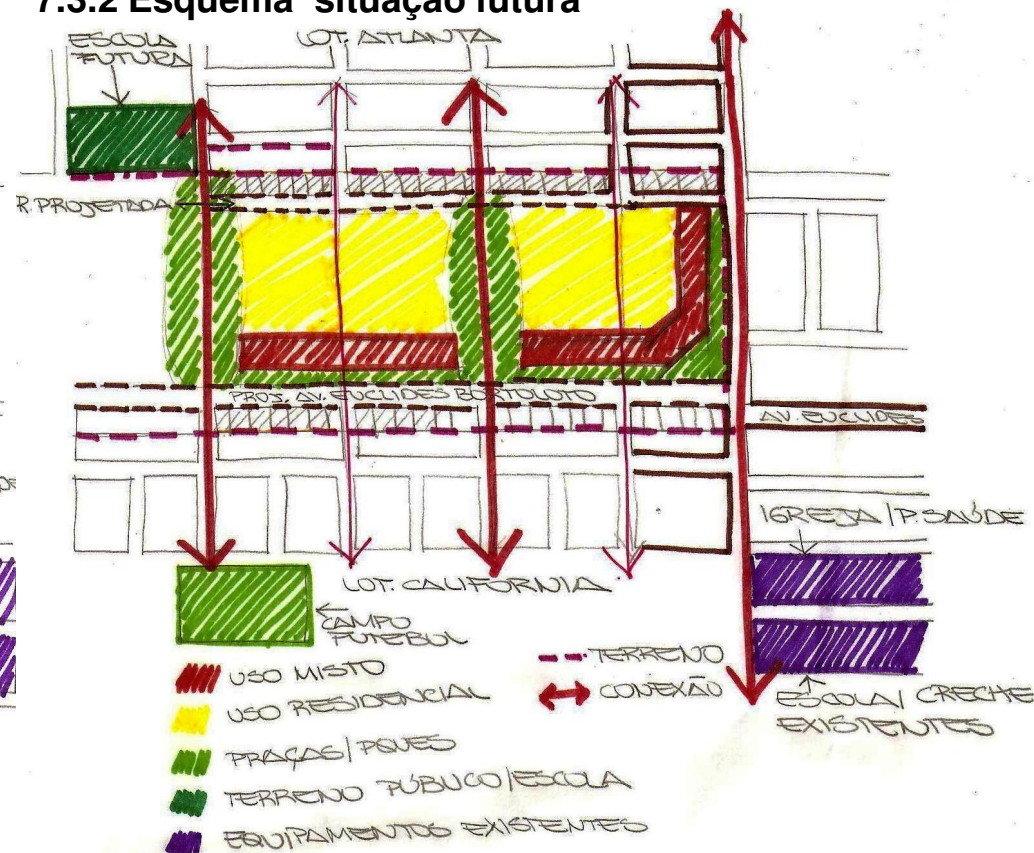 7.3.2 Esquema situação futura
ESCOLA
FUTURA
LOT. ATLANTA
R. PROJETADA
PROJ. AV. EUCLIDES BORTOLOTO
AV. EUCLIDES
IGREJA / P. SAÚDE
LOT. CALIFORNIA
CAMPO
FUTEBOL
TERRENO
CONEXÃO
ESCOLA/ CRECHE
EXISTENTES
USO MISTO
USO RESIDENCIAL
PRAÇAS/PQUES
TERRENO PÚBLICO/ESCOLA
EQUIPAMENTOS EXISTENTES